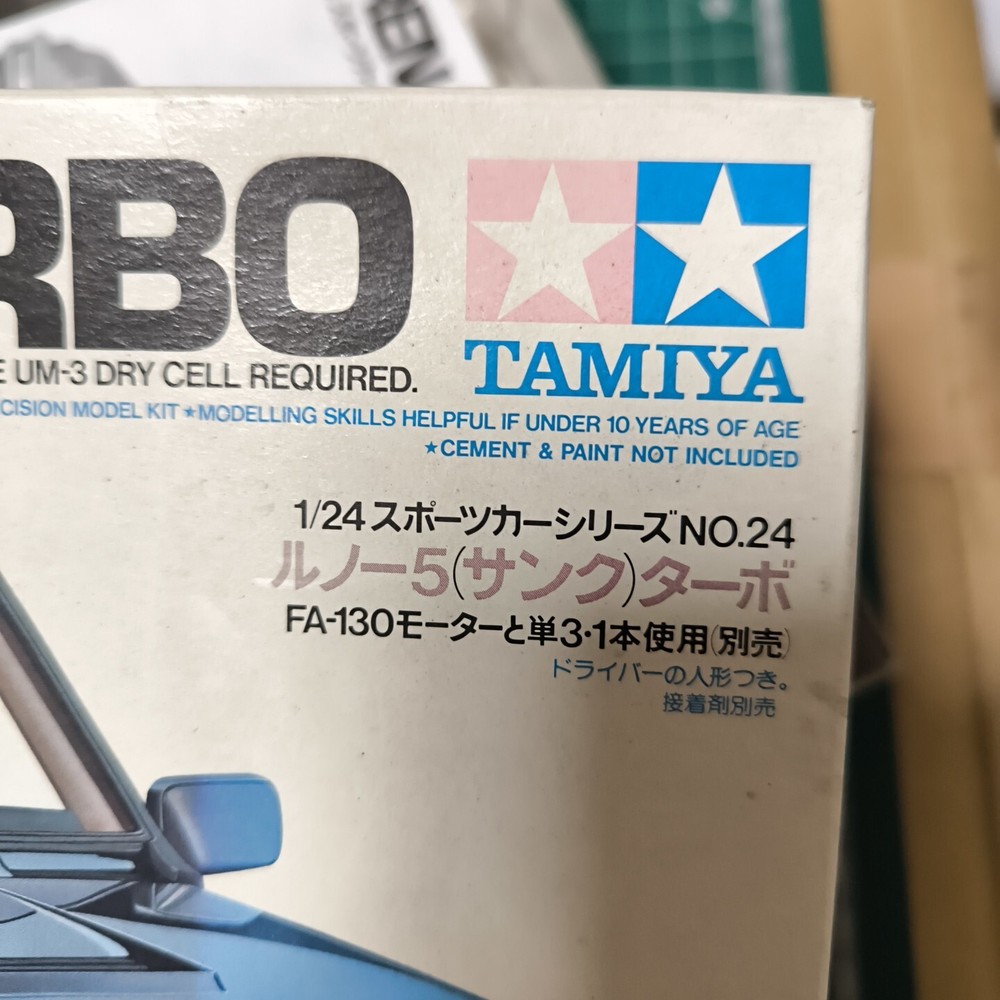 REN
RBO
TAMIYA
E UM-3 DRY CELL REQUIRED.
CISION MODEL KIT ★MODELLING SKILLS HELPFUL IF UNDER 10 YEARS OF AGE
★CEMENT & PAINT NOT INCLUDED
1/24スポーツカーシリーズNO.24
ルノー5(サンク)ターボ
FA-130モーターと単3・1本使用(別売)
ドライバーの人形つき。
接着剤別売